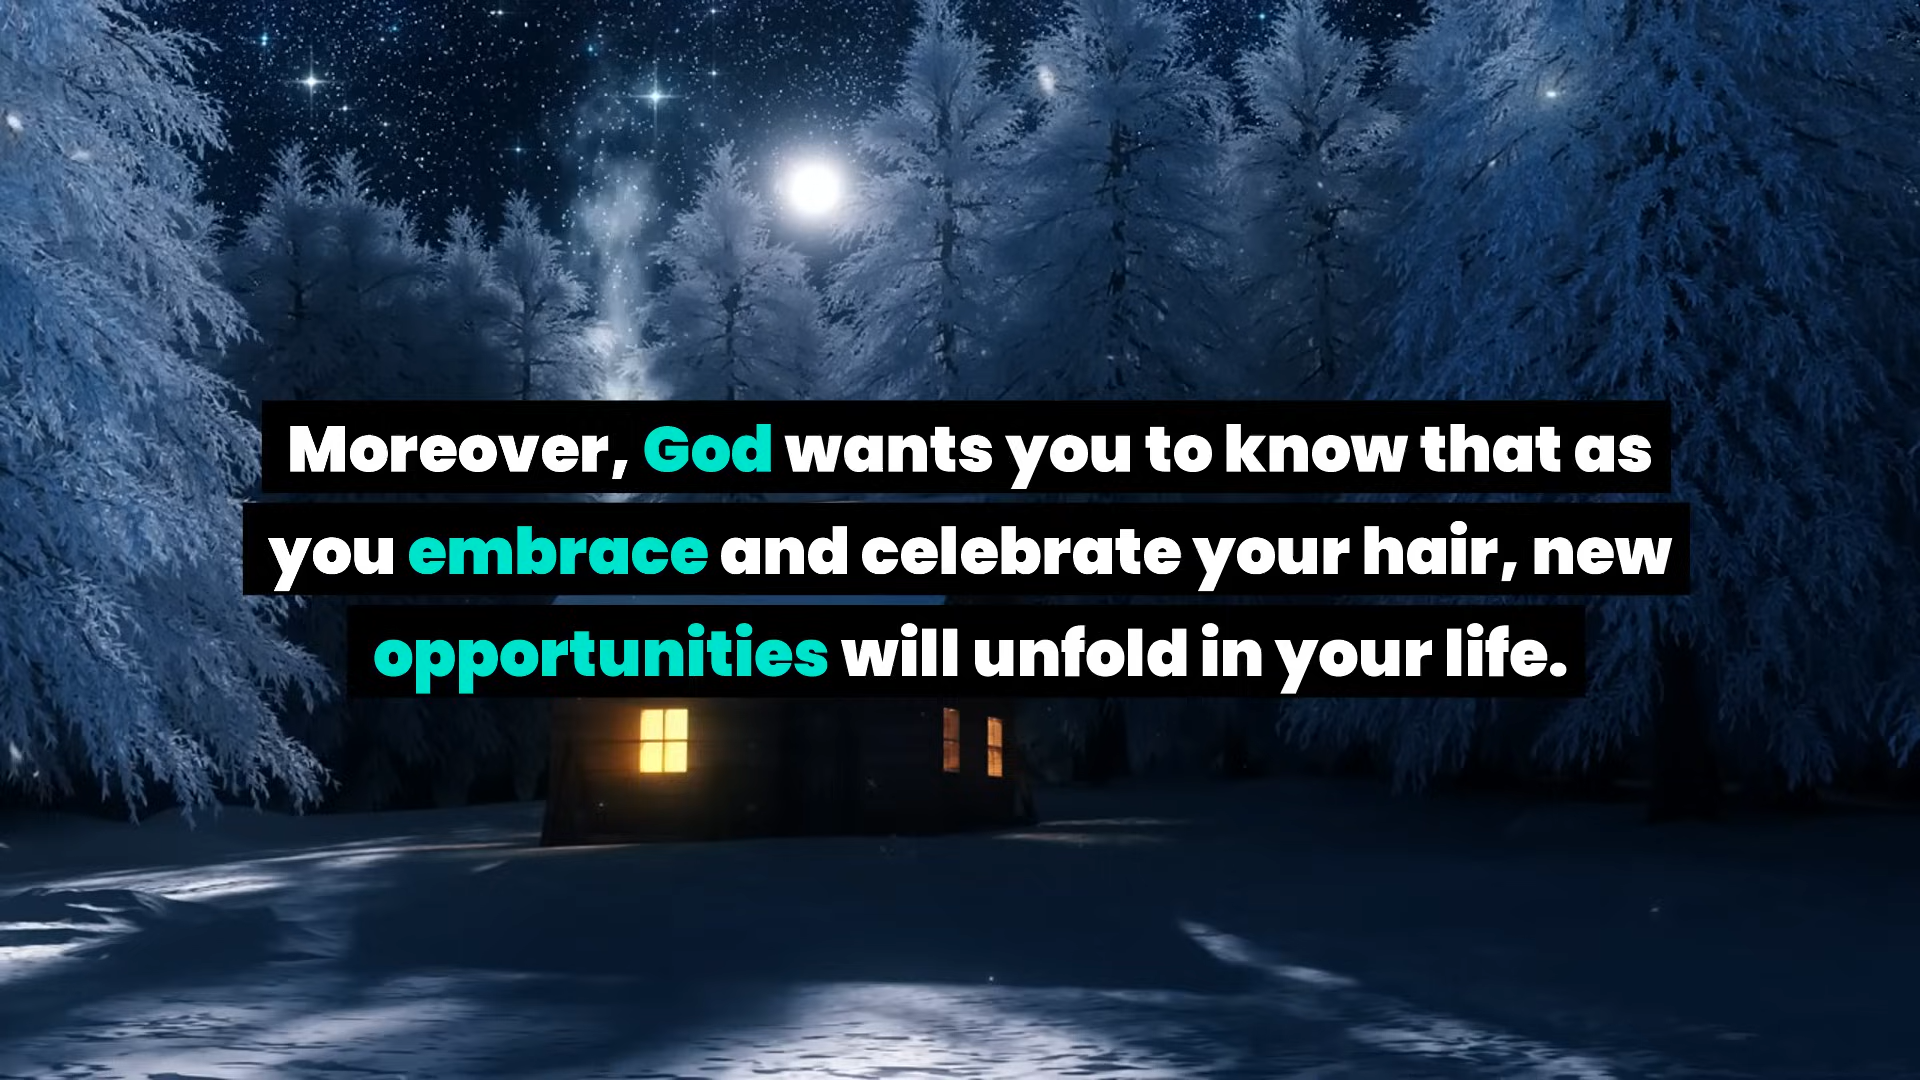 Moreover, God wants you to know that as
you embrace and celebrate your hair, new
opportunities will unfold in your life.